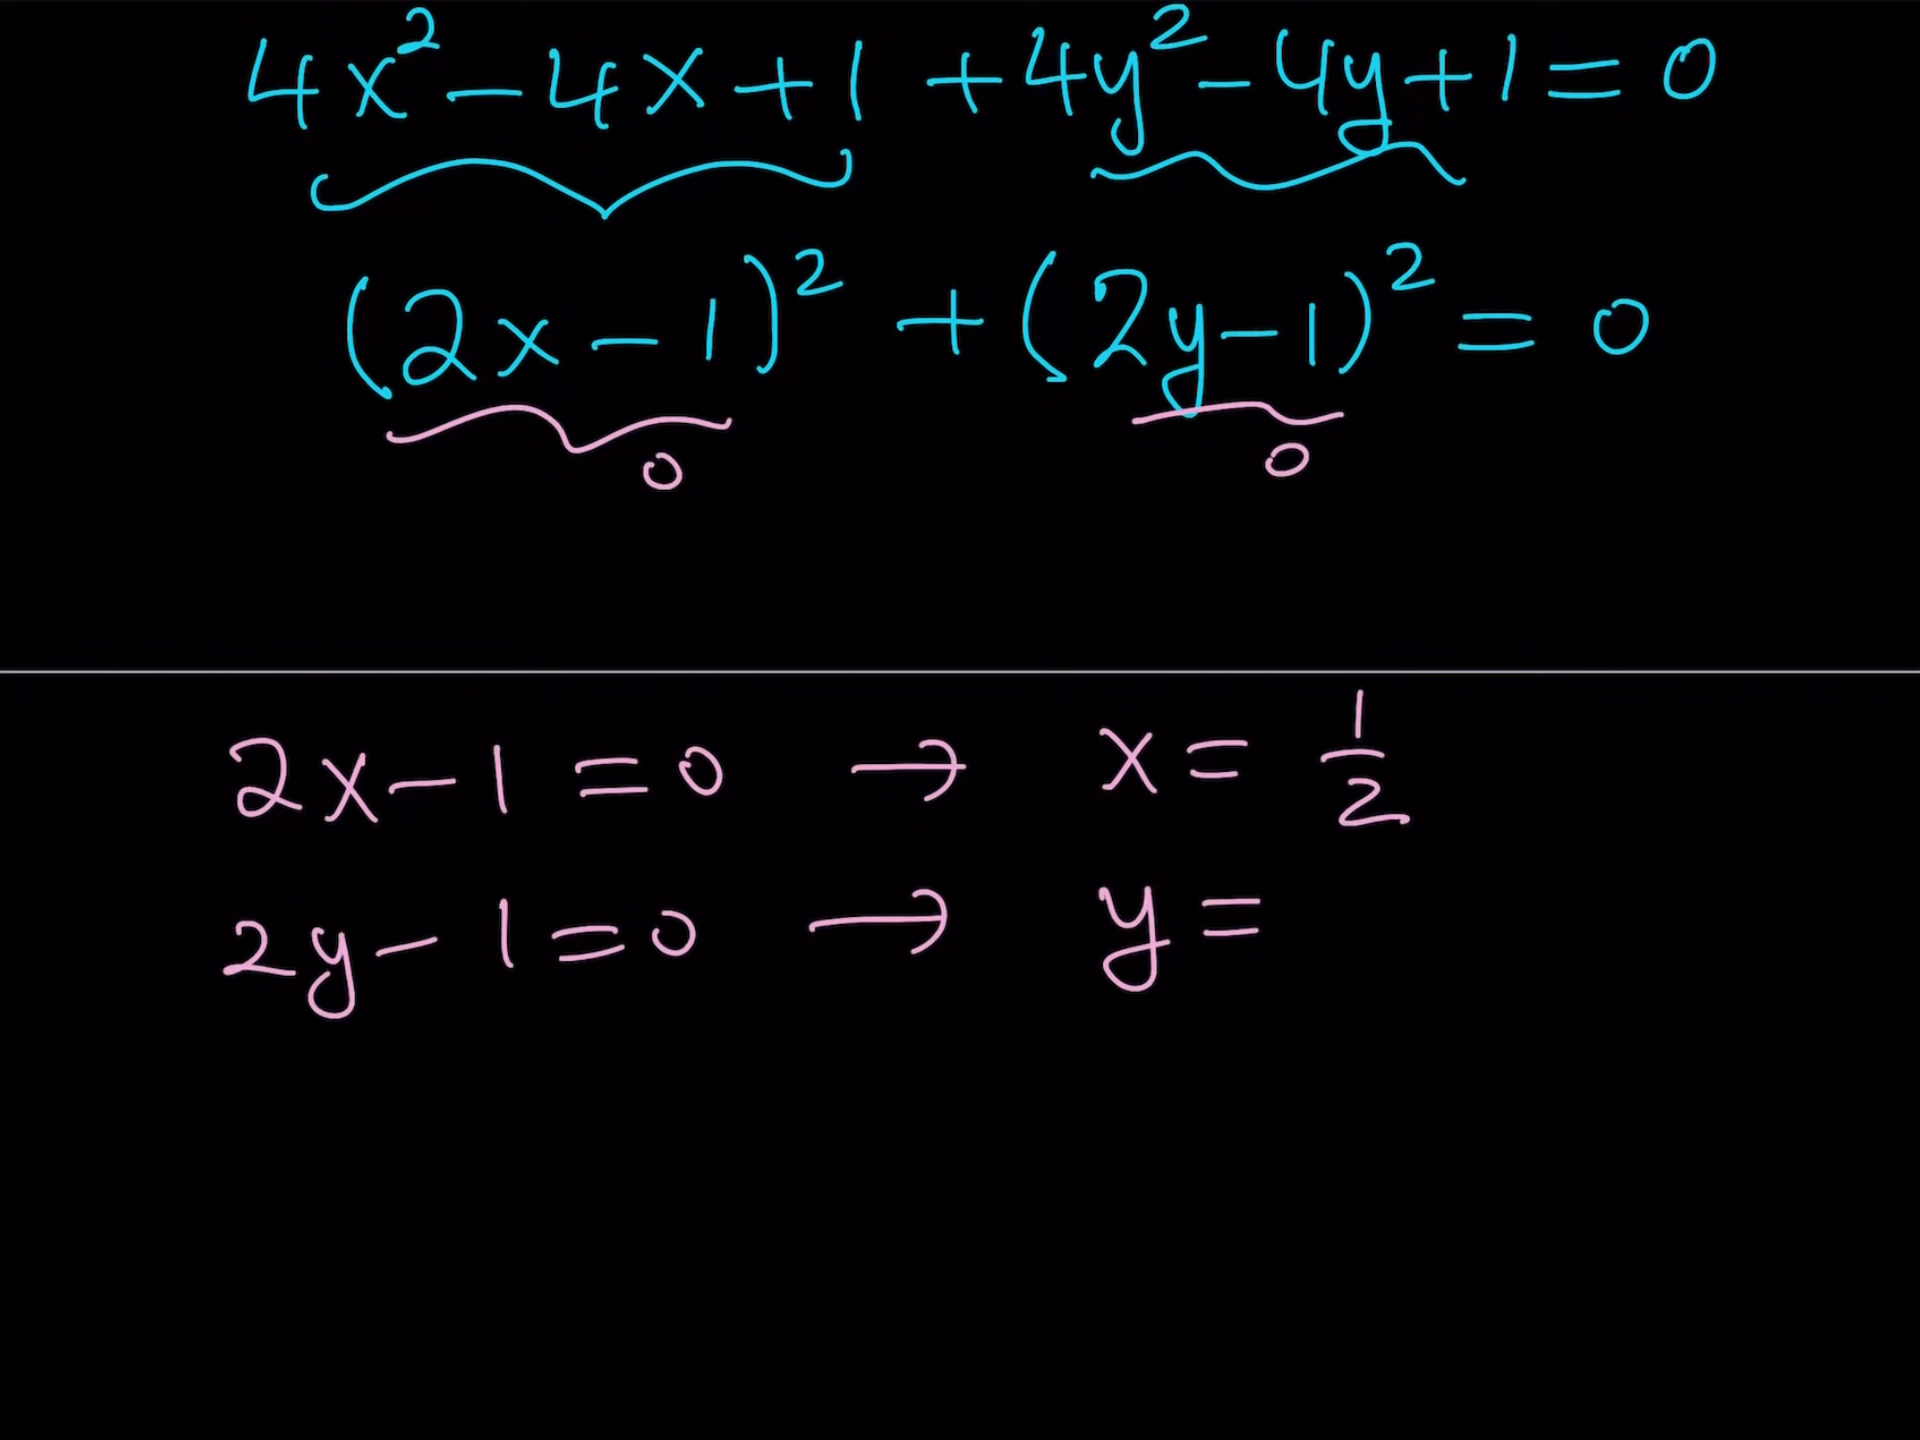 4x² - 4x + 1 + 4y² - 4y + 1 = 0
(2x - 1)² + (2y - 1)² = 0
0 0
2x - 1 = 0 → x = 1/2
2y - 1 = 0 → y =